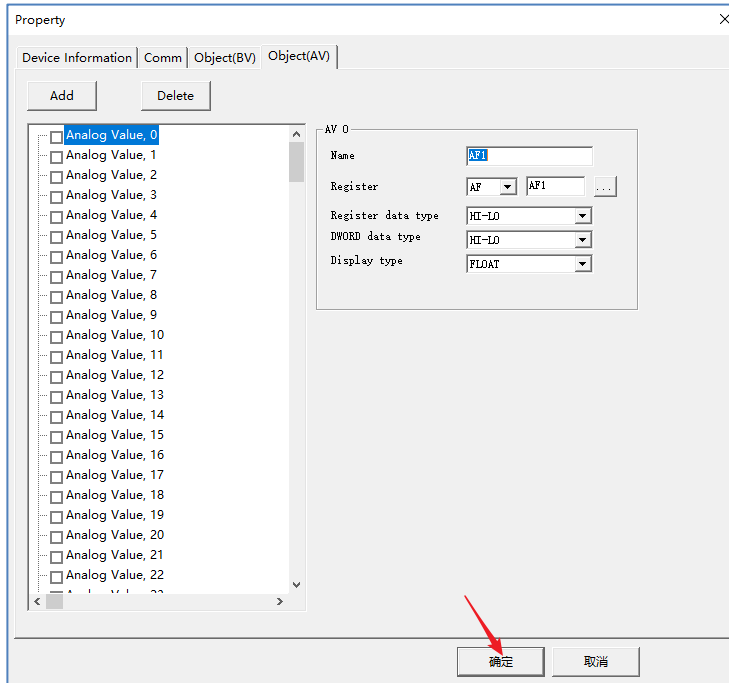 Property
Device Information Comm Object(BV) Object(AV)
Add Delete
Analog Value, 0
Analog Value, 1
Analog Value, 2
Analog Value, 3
Analog Value, 4
Analog Value, 5
Analog Value, 6
Analog Value, 7
Analog Value, 8
Analog Value, 9
Analog Value, 10
Analog Value, 11
Analog Value, 12
Analog Value, 13
Analog Value, 14
Analog Value, 15
Analog Value, 16
Analog Value, 17
Analog Value, 18
Analog Value, 19
Analog Value, 20
Analog Value, 21
Analog Value, 22
AV 0
Name AF1
Register AF AF1 ...
Register data type HI-LO
DWORD data type HI-LO
Display type FLOAT
确定 取消